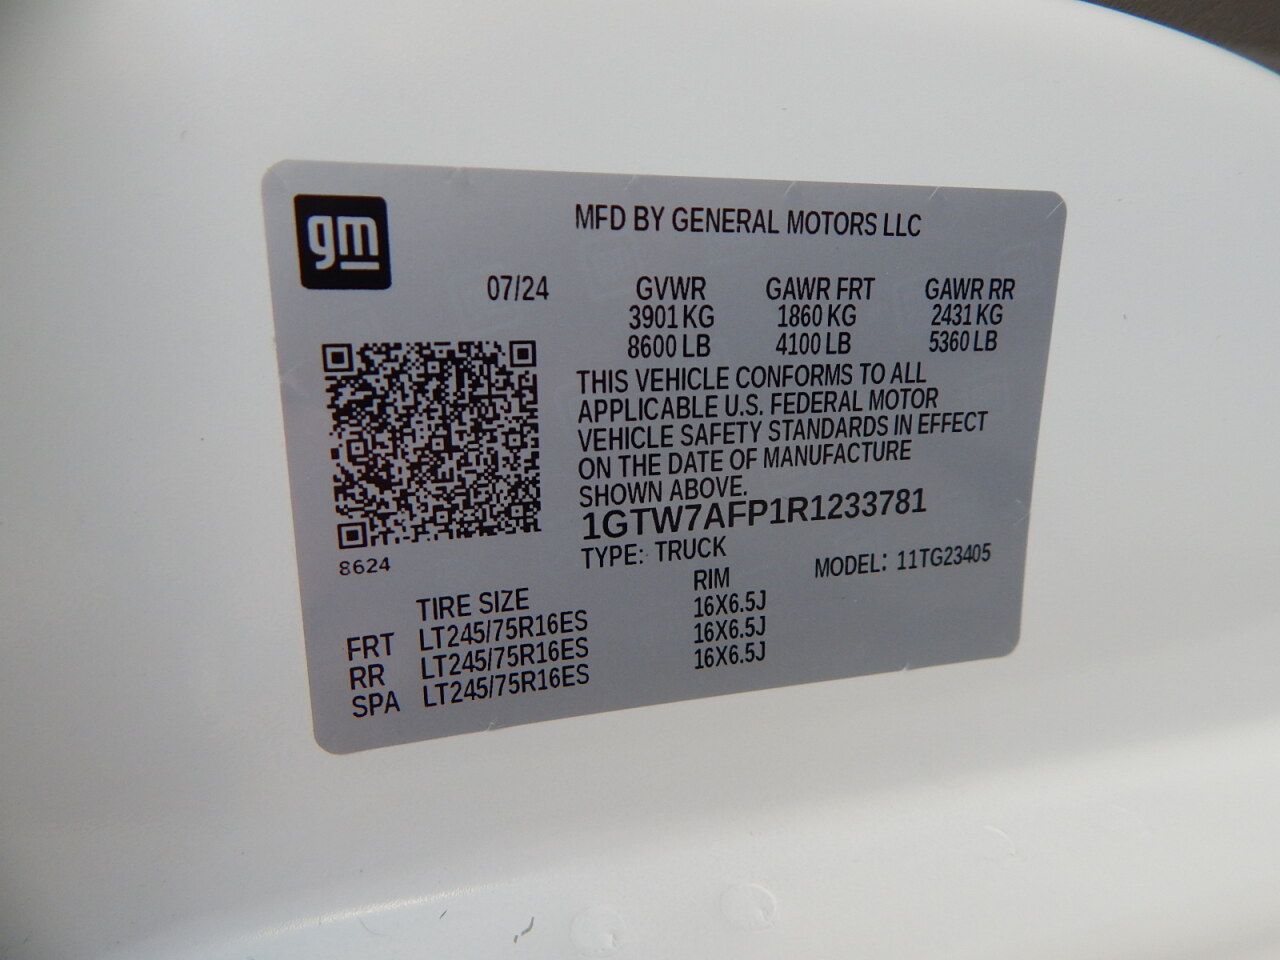 gm
MFD BY GENERAL MOTORS LLC
07/24 GVWR GAWR FRT GAWR RR
3901 KG 1860 KG 2431 KG
8600 LB 4100 LB 5360 LB
THIS VEHICLE CONFORMS TO ALL
APPLICABLE U.S. FEDERAL MOTOR
VEHICLE SAFETY STANDARDS IN EFFECT
ON THE DATE OF MANUFACTURE
SHOWN ABOVE.
1GTW7AFP1R1233781
8624
TYPE: TRUCK MODEL: 11TG23405
TIRE SIZE RIM
FRT LT245/75R16ES 16X6.5J
RR LT245/75R16ES 16X6.5J
SPA LT245/75R16ES 16X6.5J